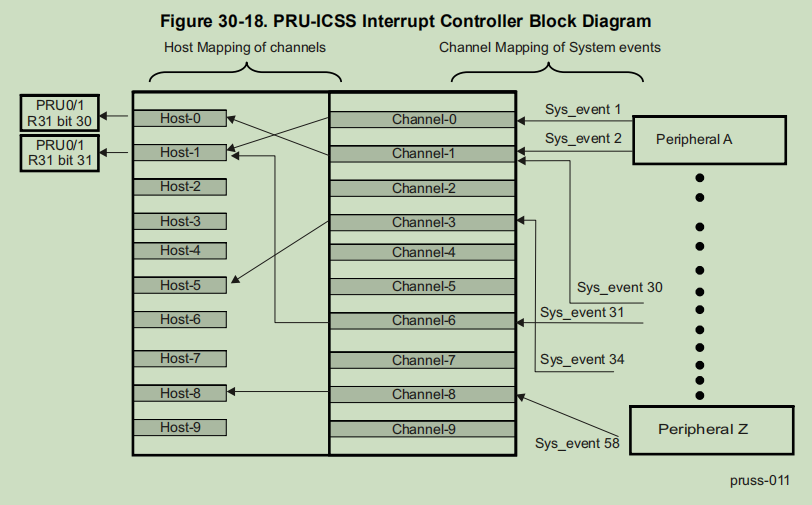 Figure 30-18. PRU-ICSS Interrupt Controller Block Diagram
Host Mapping of channels
Channel Mapping of System events
PRU0/1
R31 bit 30
PRU0/1
R31 bit 31
Host-0
Host-1
Host-2
Host-3
Host-4
Host-5
Host-6
Host-7
Host-8
Host-9
Channel-0
Channel-1
Channel-2
Channel-3
Channel-4
Channel-5
Channel-6
Channel-7
Channel-8
Channel-9
Sys_event 1
Sys_event 2
Sys_event 30
Sys_event 31
Sys_event 34
Sys_event 58
Peripheral A
Peripheral Z
pruss-011